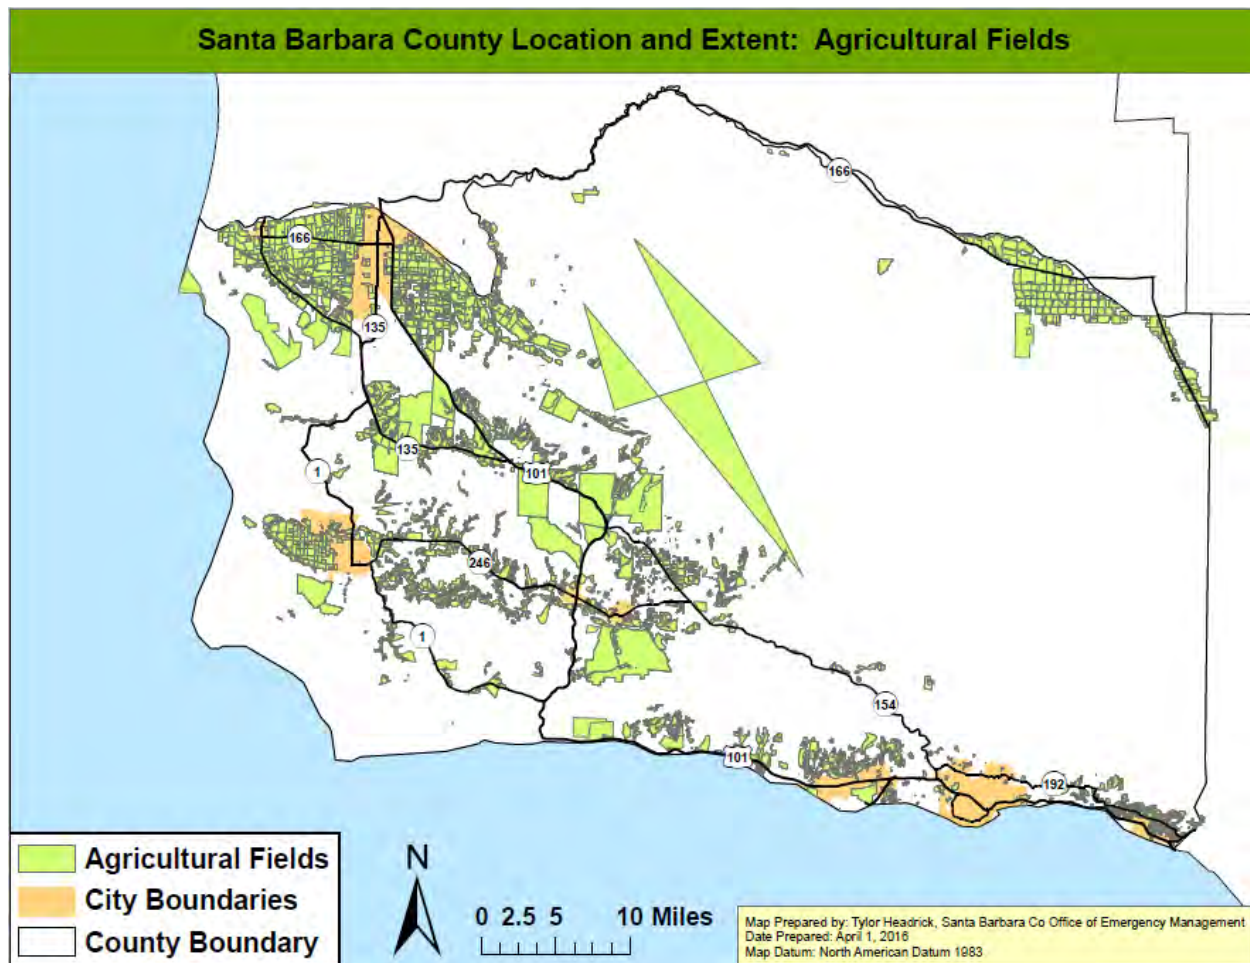 Santa Barbara County Location and Extent: Agricultural Fields
166
166
135
135
101
1
246
1
154
101
192
Agricultural Fields
City Boundaries
County Boundary
N
0 2.5 5 10 Miles
Map Prepared by: Tylor Headrick, Santa Barbara Co Office of Emergency Management
Date Prepared: April 1, 2016
Map Datum: North American Datum 1983